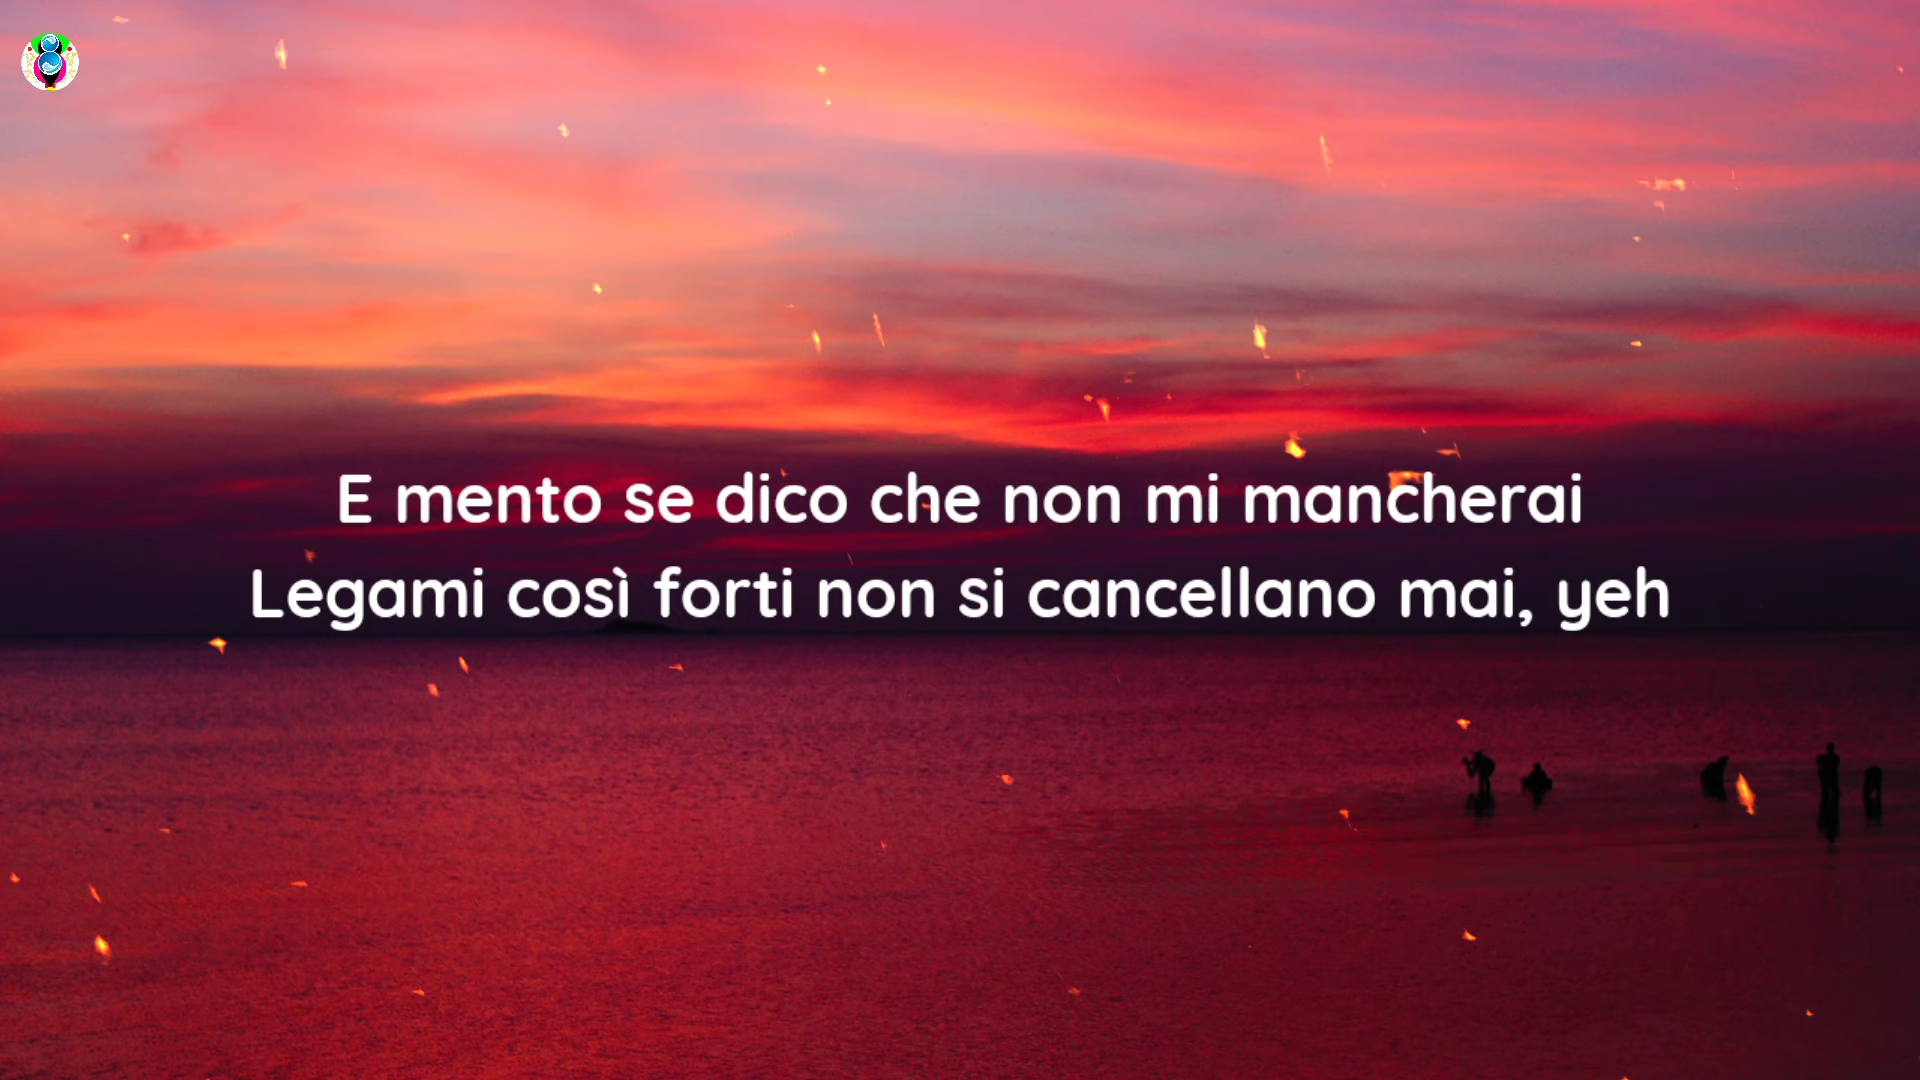 E mento se dico che non mi mancherai
Legami così forti non si cancellano mai, yeh